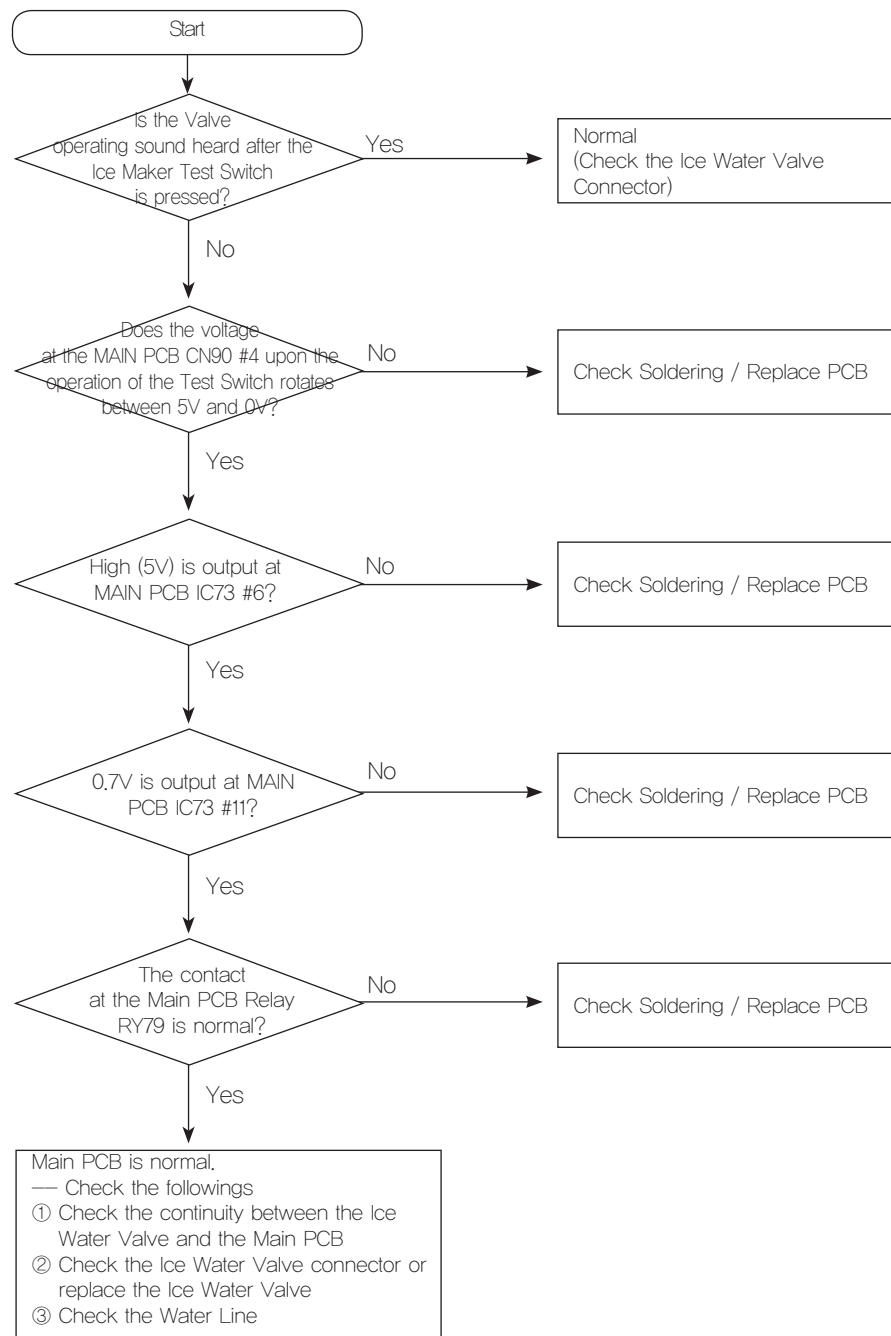 Start
Is the Valve
operating sound heard after the
Ice Maker Test Switch
is pressed?
Yes
Normal
(Check the Ice Water Valve
Connector)
No
Does the voltage
at the MAIN PCB CN90 #4 upon the
operation of the Test Switch rotates
between 5V and 0V?
No
Check Soldering / Replace PCB
Yes
High (5V) is output at
MAIN PCB IC73 #6?
No
Check Soldering / Replace PCB
Yes
0.7V is output at MAIN
PCB IC73 #11?
No
Check Soldering / Replace PCB
Yes
The contact
at the Main PCB Relay
RY79 is normal?
No
Check Soldering / Replace PCB
Yes
Main PCB is normal.
── Check the followings
① Check the continuity between the Ice
Water Valve and the Main PCB
② Check the Ice Water Valve connector or
replace the Ice Water Valve
③ Check the Water Line